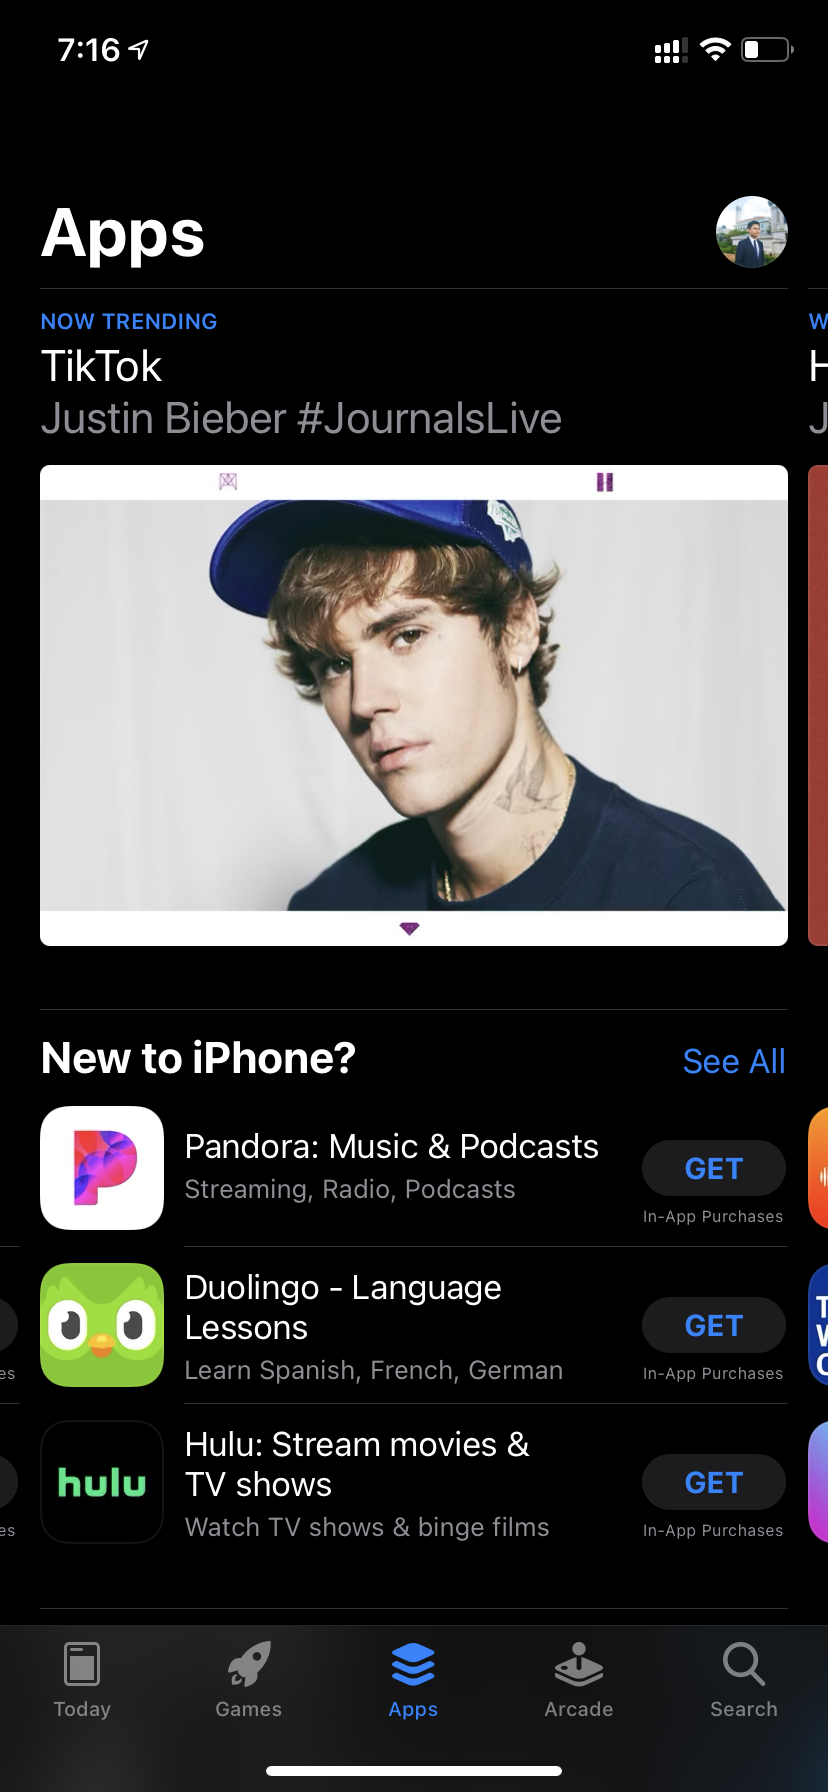 7:16
Apps
NOW TRENDING
TikTok
Justin Bieber #JournalsLive
New to iPhone?
See All
Pandora: Music & Podcasts
Streaming, Radio, Podcasts
GET
In-App Purchases
Duolingo - Language
Lessons
Learn Spanish, French, German
GET
In-App Purchases
hulu
Hulu: Stream movies &
TV shows
Watch TV shows & binge films
GET
In-App Purchases
Today
Games
Apps
Arcade
Search